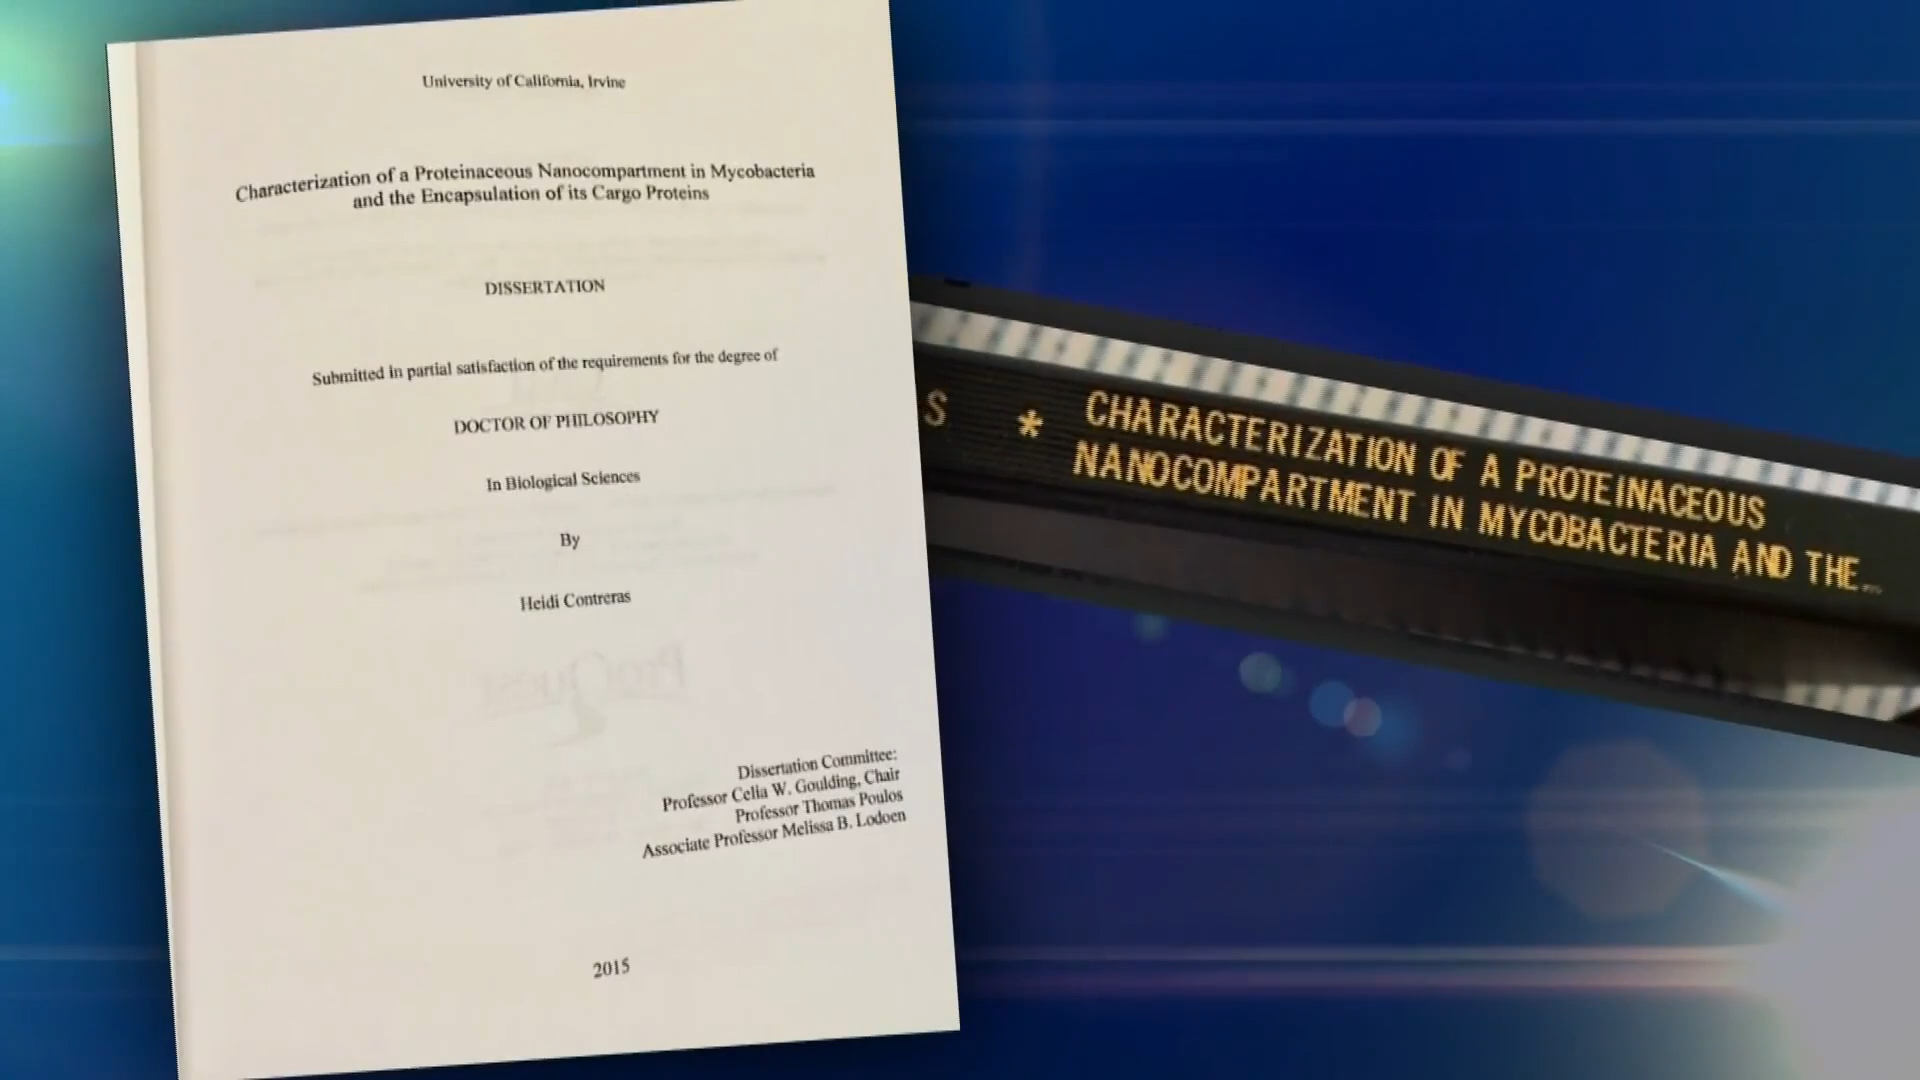 University of California, Irvine
Characterization of a Proteinaceous Nanocompartment in Mycobacteria
and the Encapsulation of its Cargo Proteins
DISSERTATION
Submitted in partial satisfaction of the requirements for the degree of
DOCTOR OF PHILOSOPHY
In Biological Sciences
By
Heidi Contreras
ProQuest
Dissertation Committee:
Professor Celia W. Goulding, Chair
Professor Thomas Poulos
Associate Professor Melissa B. Lodoen
2015
S * CHARACTERIZATION OF A PROTEINACEOUS
NANOCOMPARTMENT IN MYCOBACTERIA AND THE...